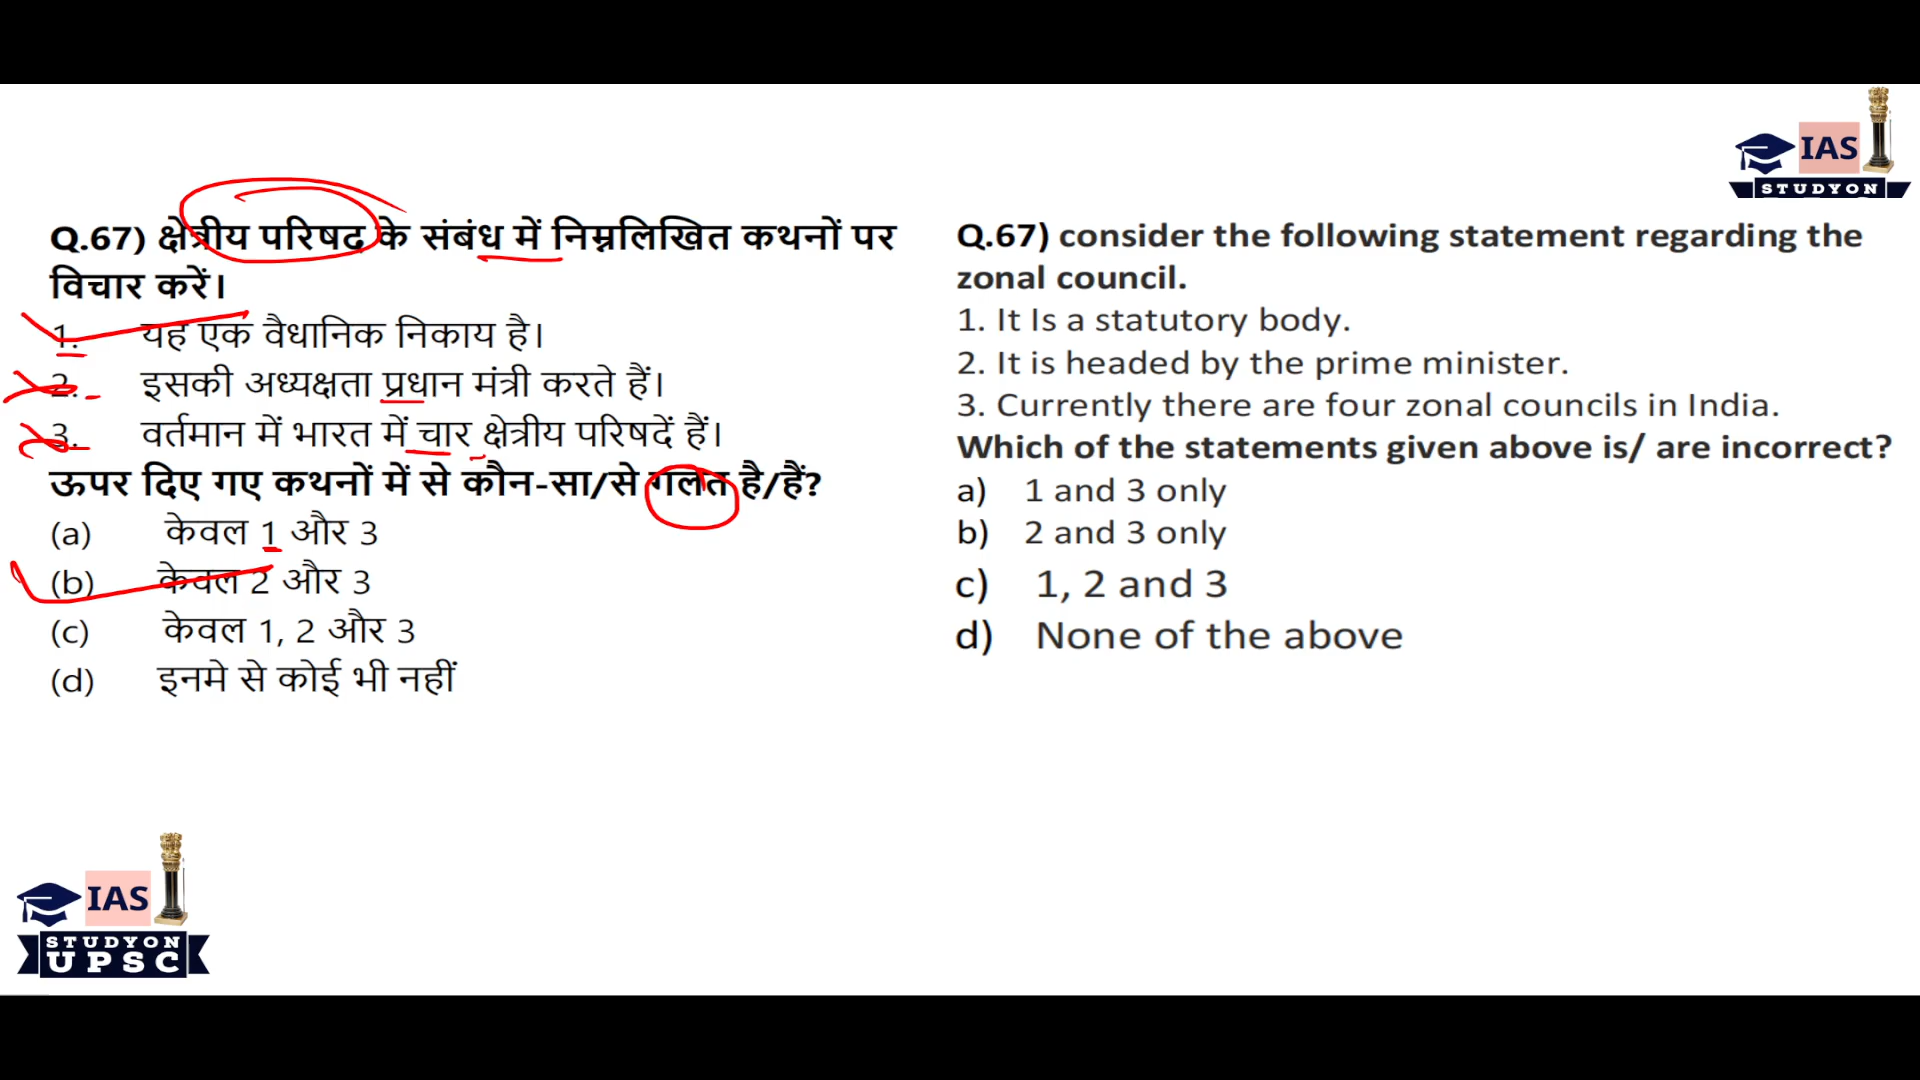 IAS
STUDYON
Q.67) क्षेत्रीय परिषद के संबंध में निम्नलिखित कथनों पर
विचार करें।
1. यह एक वैधानिक निकाय है।
2. इसकी अध्यक्षता प्रधान मंत्री करते हैं।
3. वर्तमान में भारत में चार क्षेत्रीय परिषदें हैं।
ऊपर दिए गए कथनों में से कौन-सा/से गलत है/हैं?
(a) केवल 1 और 3
(b) केवल 2 और 3
(c) केवल 1, 2 और 3
(d) इनमे से कोई भी नहीं
Q.67) consider the following statement regarding the
zonal council.
1. It Is a statutory body.
2. It is headed by the prime minister.
3. Currently there are four zonal councils in India.
Which of the statements given above is/ are incorrect?
a) 1 and 3 only
b) 2 and 3 only
c) 1, 2 and 3
d) None of the above
IAS
STUDYON
UPSC